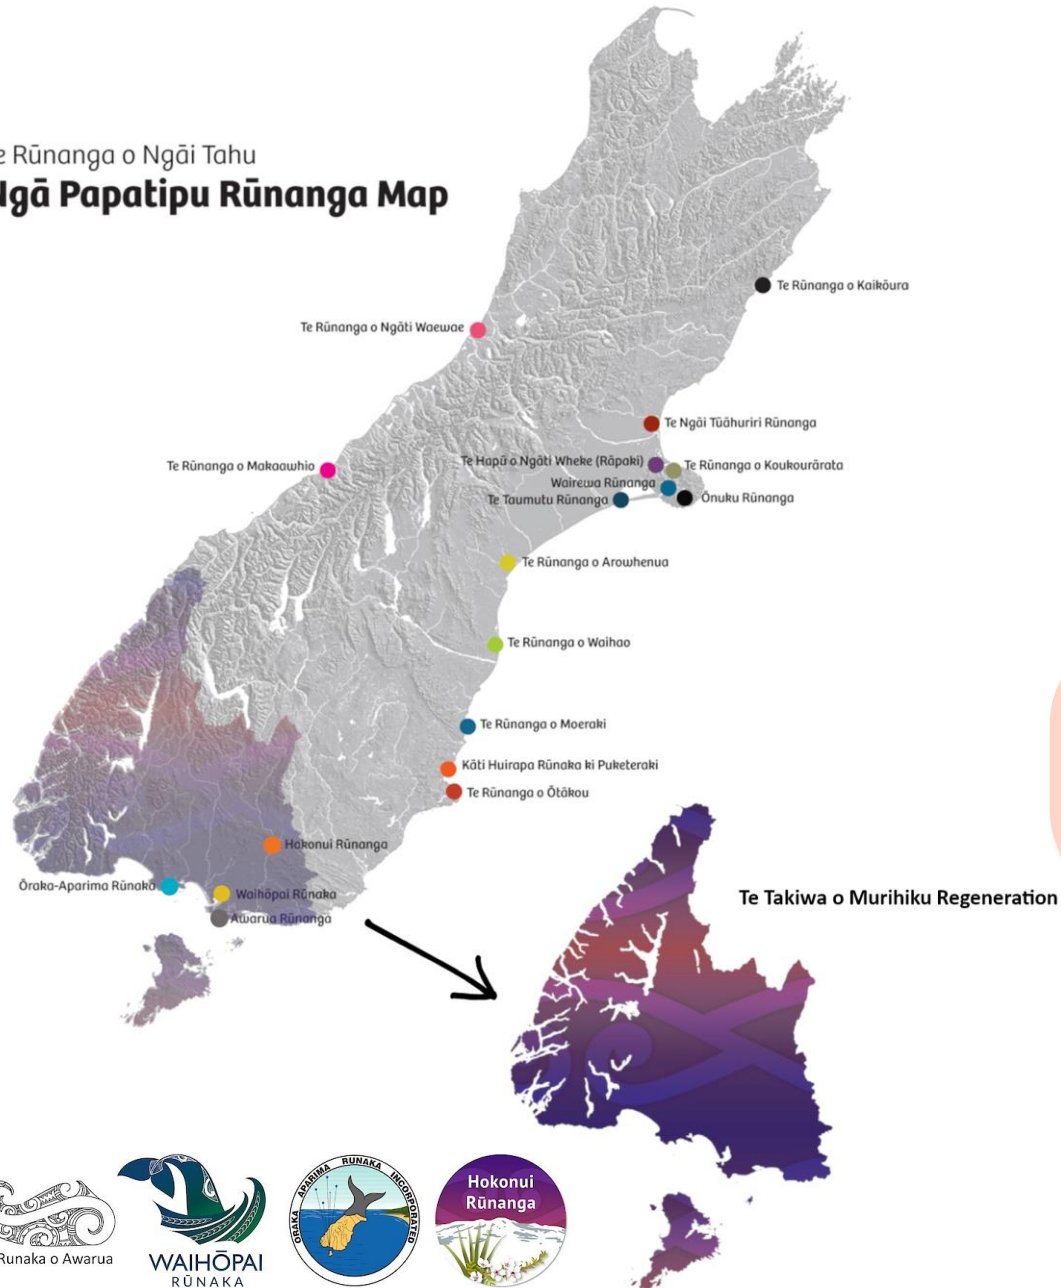 e Rūnanga o Ngāi Tahu
Ngā Papatipu Rūnanga Map
Te Rūnanga o Kaikōura
Te Rūnanga o Ngāti Waewae
Te Ngāi Tūāhuriri Rūnanga
Te Hapū o Ngāti Wheke (Rāpaki)
Te Rūnanga o Koukourārata
Te Rūnanga o Makaawhio
Wairewa Rūnanga
Te Taumutu Rūnanga
Ōnuku Rūnanga
Te Rūnanga o Arowhenua
Te Rūnanga o Waihao
Te Rūnanga o Moeraki
Kāti Huirapa Rūnaka ki Puketeraki
Te Rūnanga o Ōtākou
Hokonui Rūnanga
Ōraka-Aparima Rūnaka
Waihōpai Rūnaka
Awarua Rūnanga
Te Takiwa o Murihiku Regeneration
Runaka o Awarua
WAIHŌPAI
RŪNAKA
ORAKA APARIMA RUNAKA INCORPORATED
Hokonui
Rūnanga